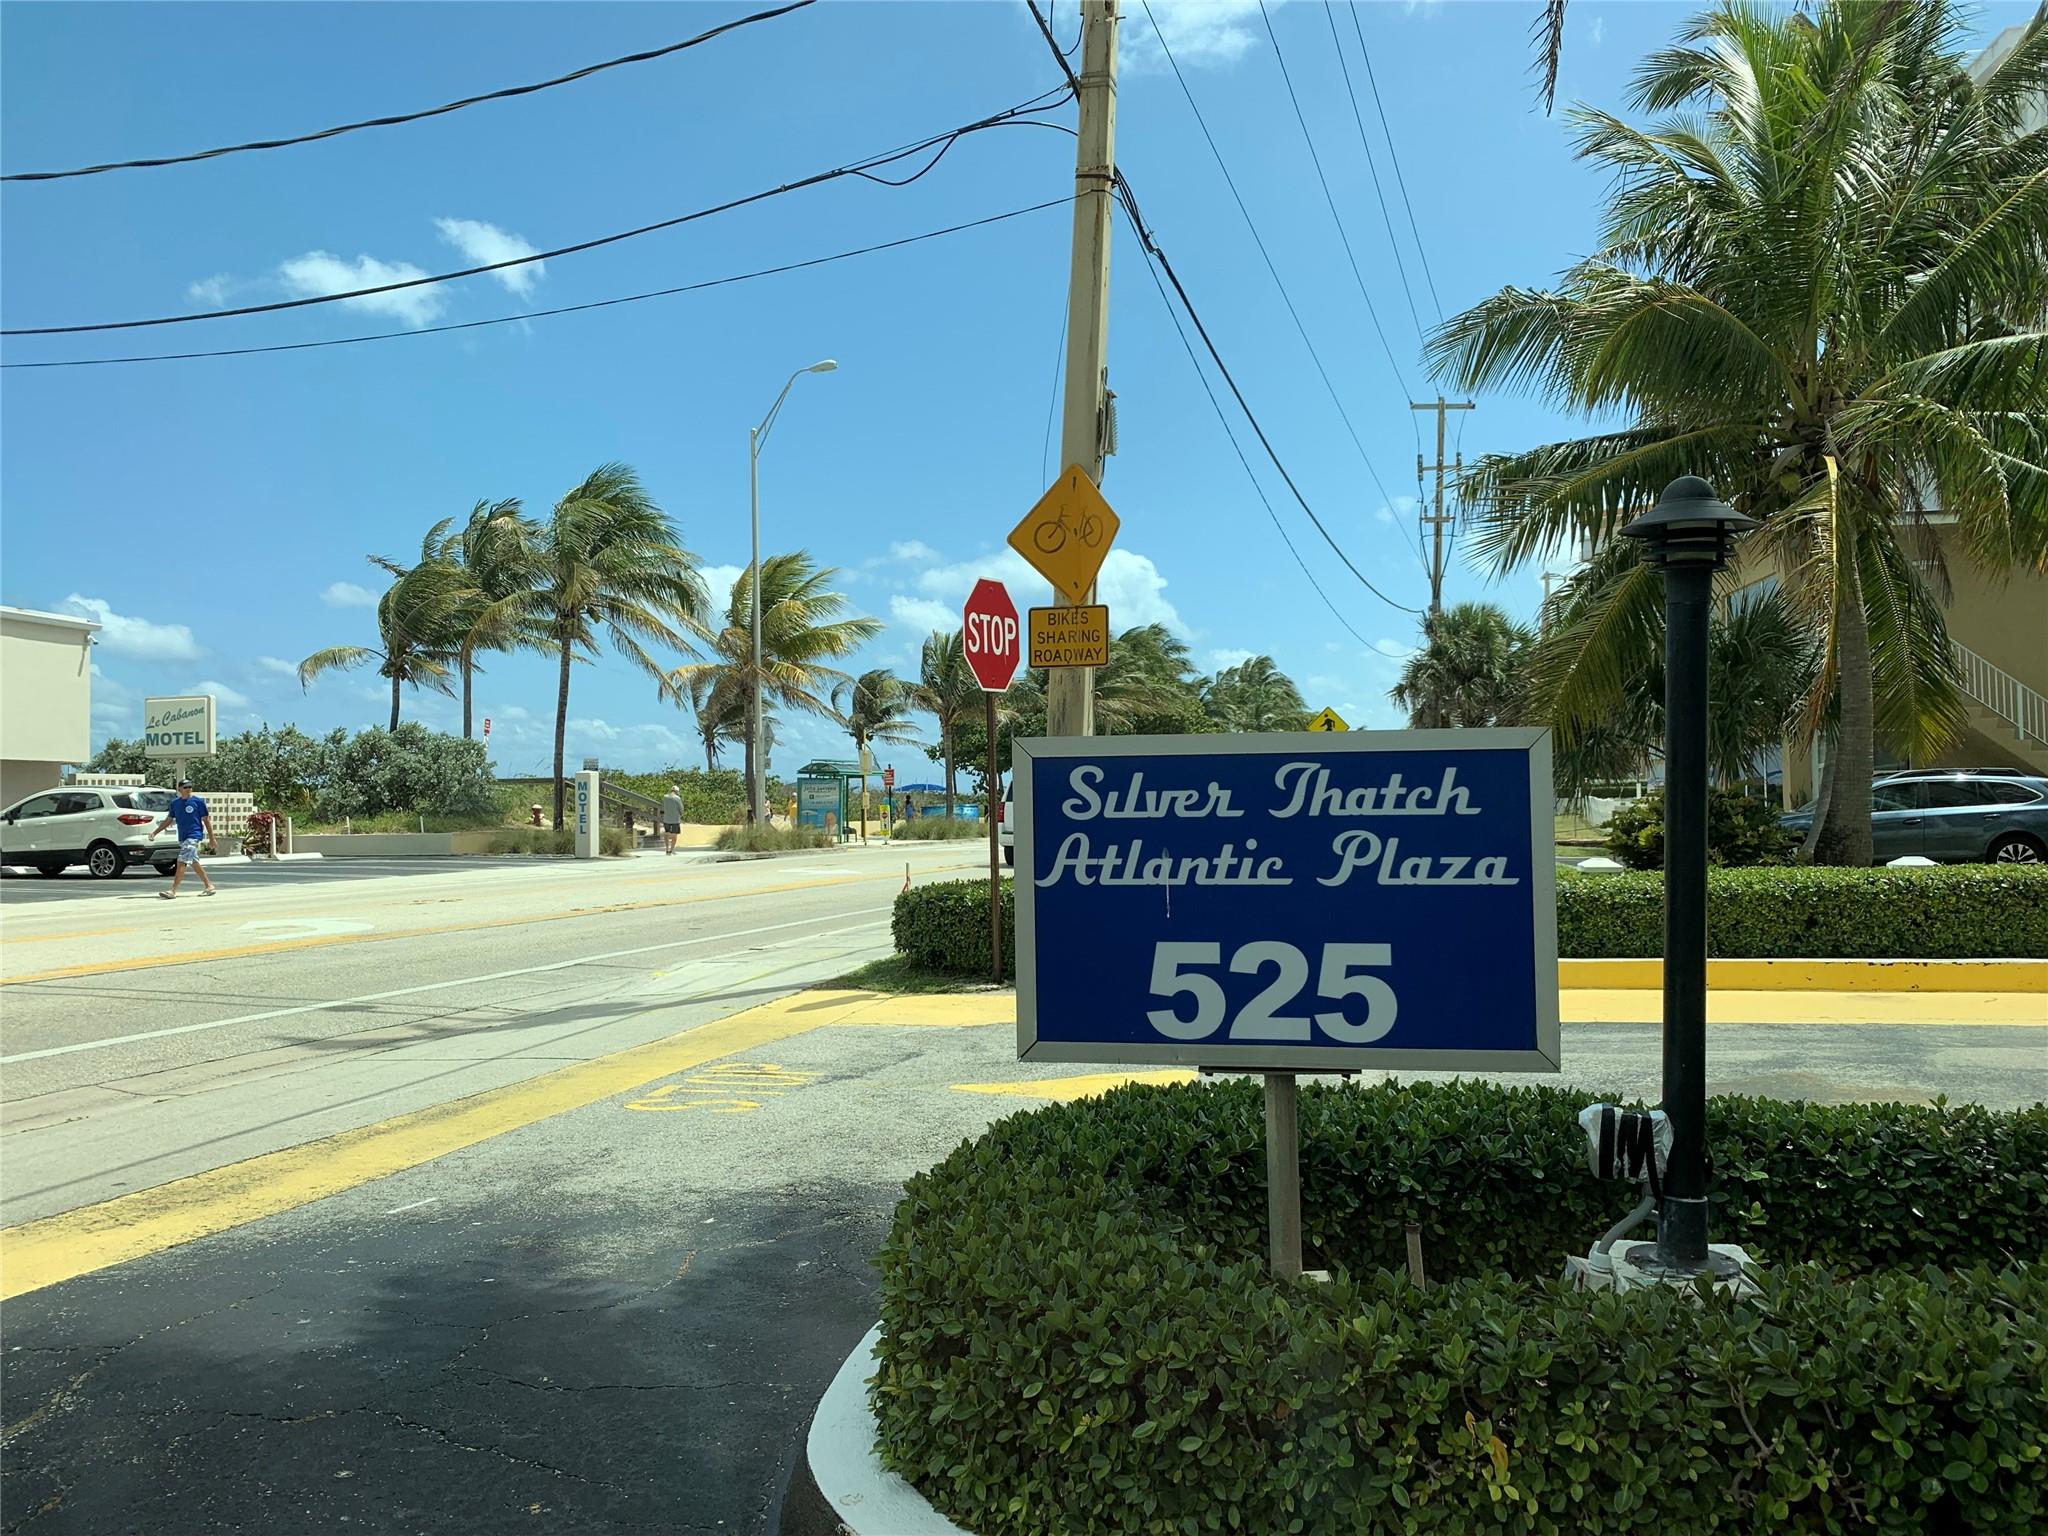 STOP
BIKES
SHARING
ROADWAY
Le Cabanon
MOTEL
MOTEL
Silver Thatch
Atlantic Plaza
525
STOP